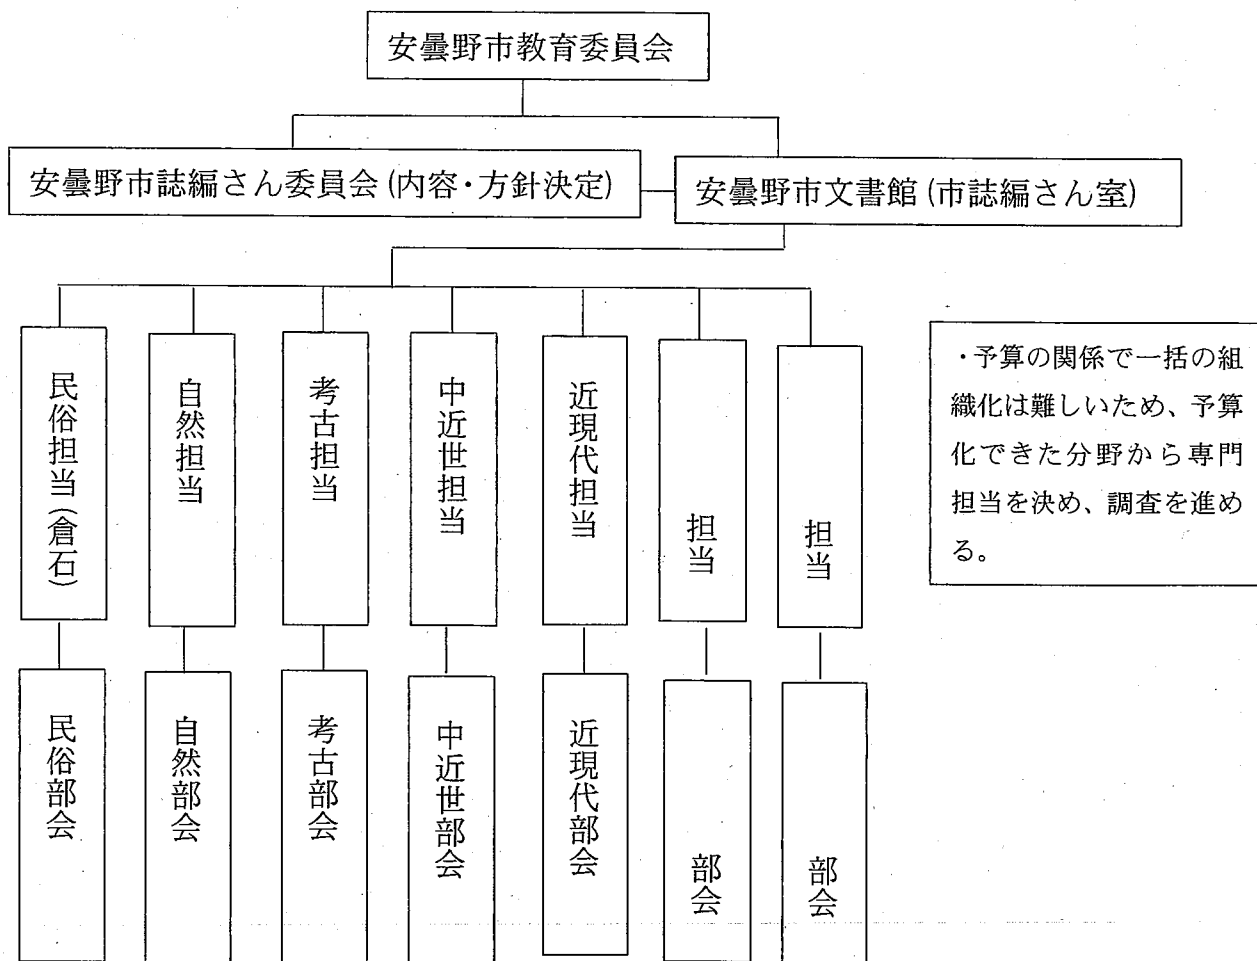 安曇野市教育委員会
安曇野市誌編さん委員会(内容・方針決定)
安曇野市文書館(市誌編さん室)
民俗担当(倉石)
自然担当
考古担当
中近世担当
近現代担当
担当
担当
・予算の関係で一括の組
織化は難しいため、予算
化できた分野から専門
担当を決め、調査を進め
る。
民俗部会
自然部会
考古部会
中近世部会
近現代部会
部会
部会